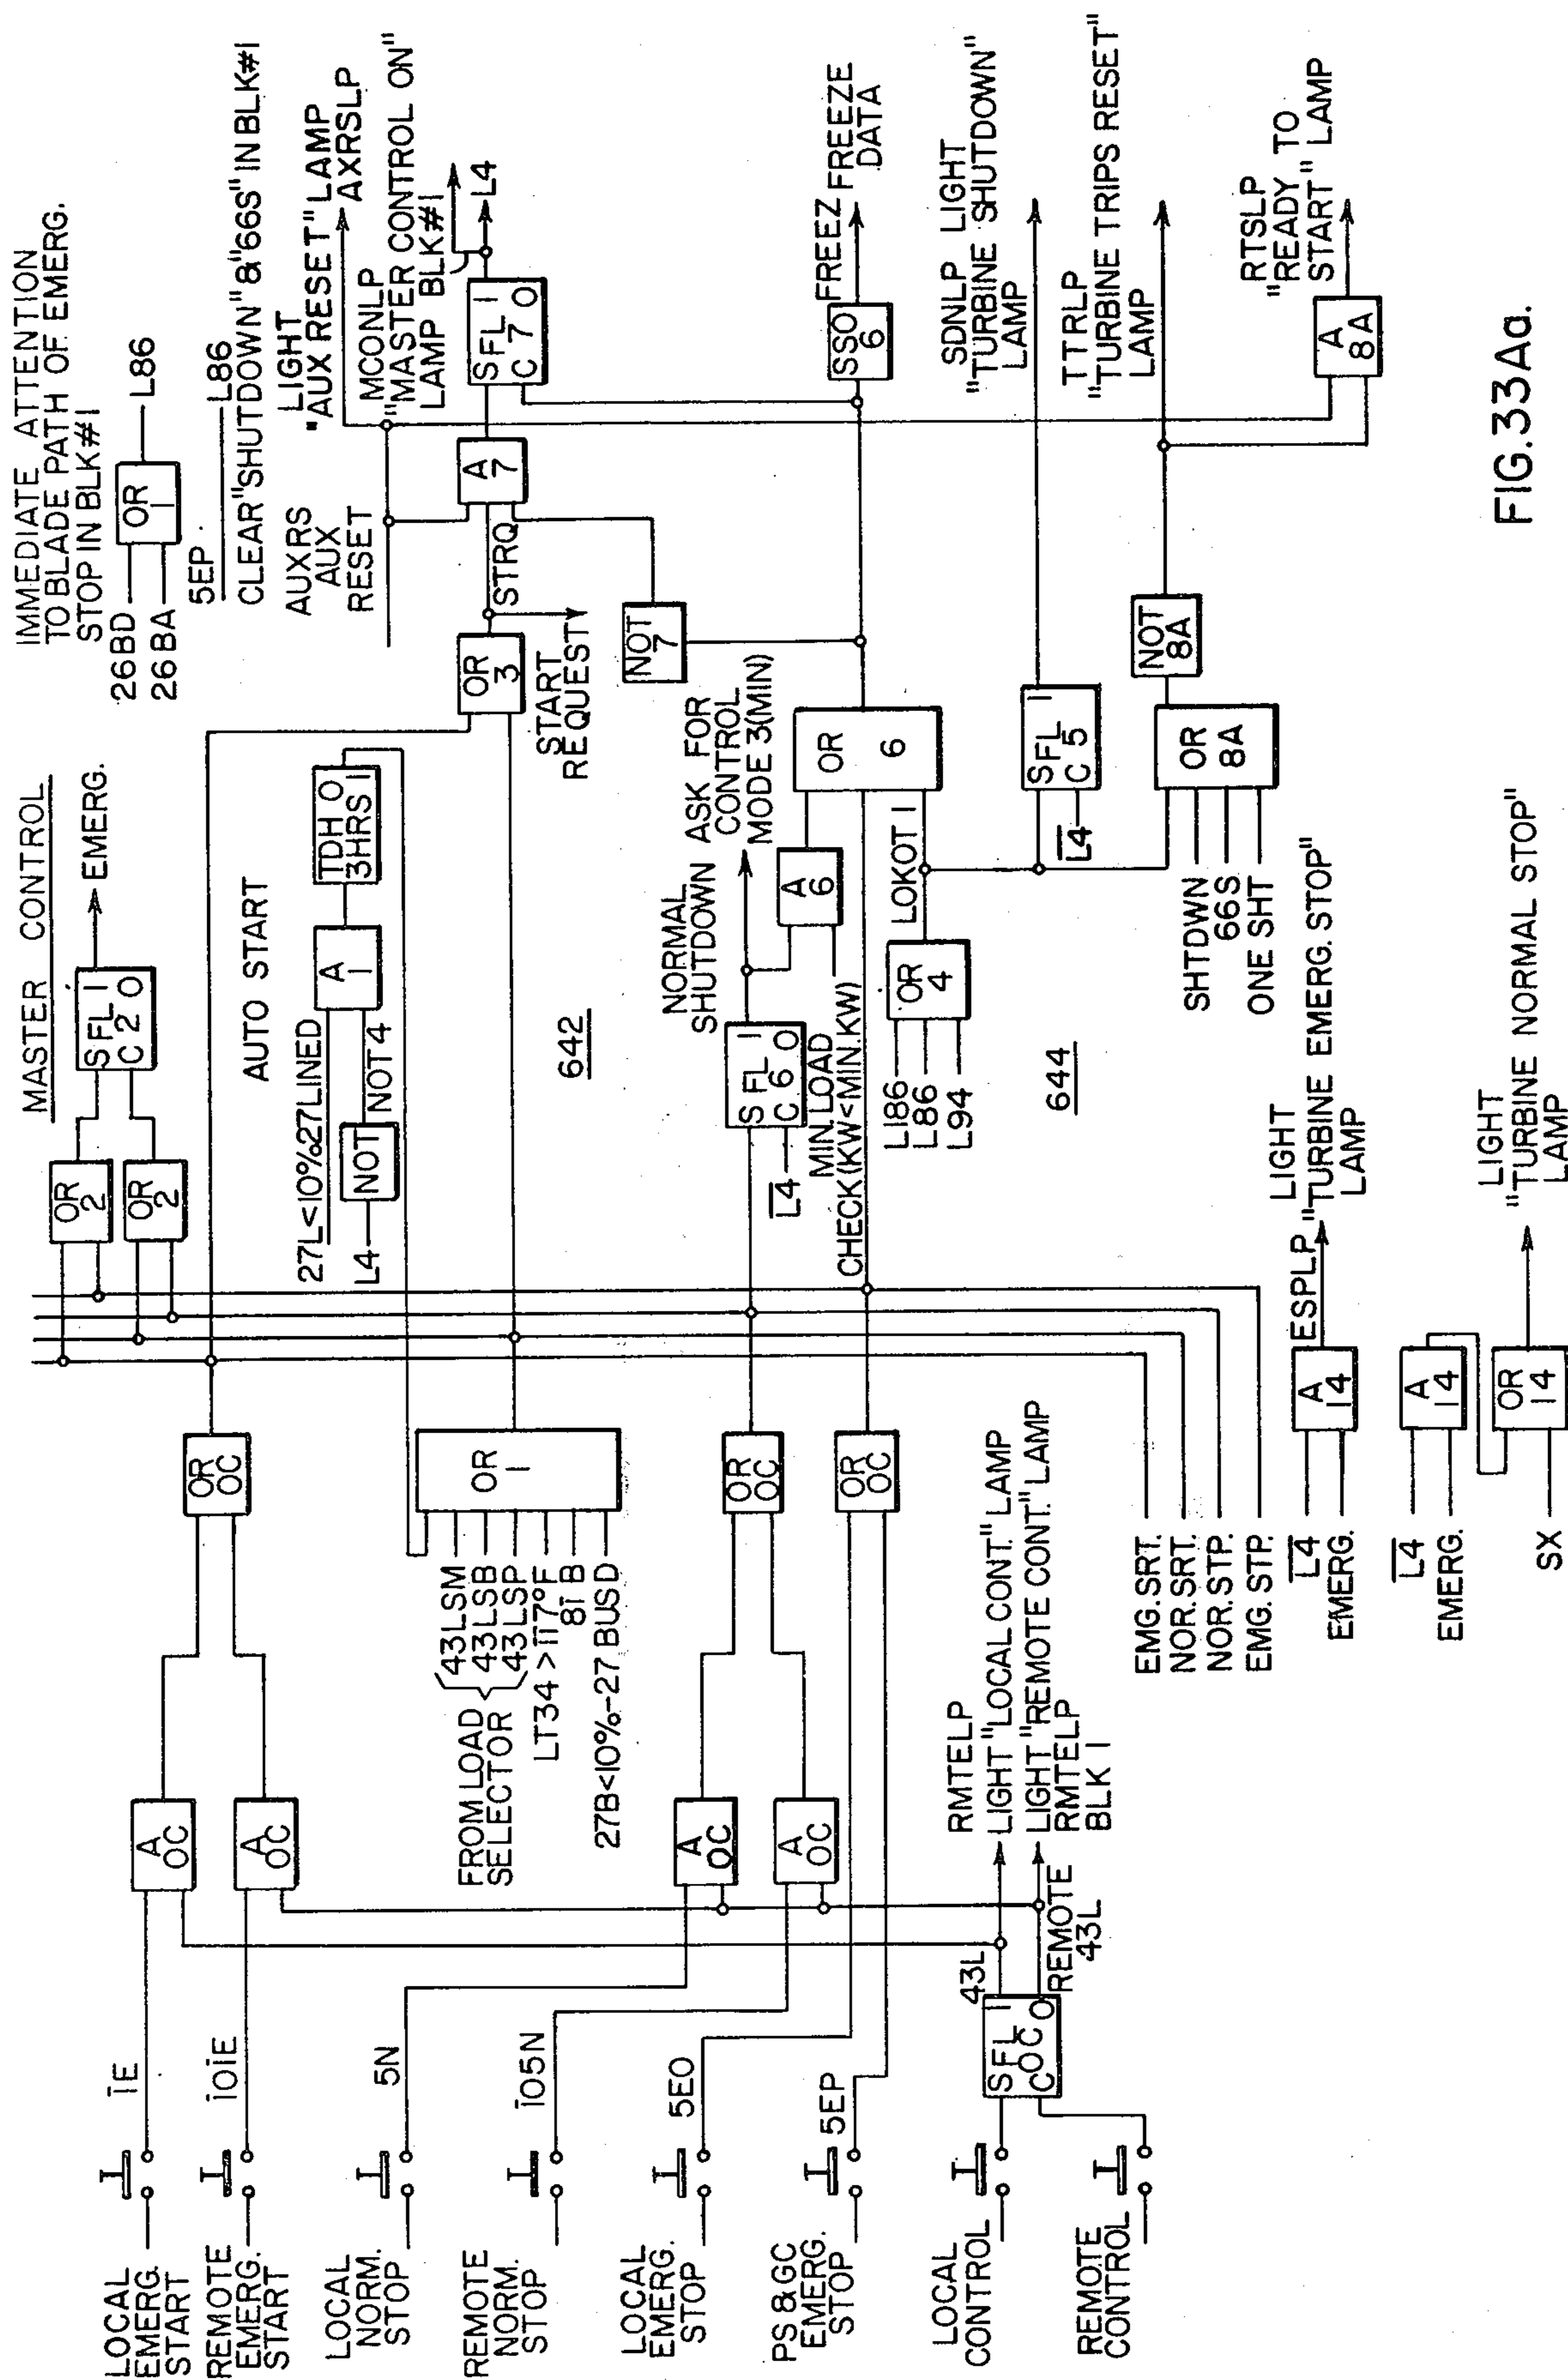 LOCAL
EMERG.
START
REMOTE
EMERG.
START
LOCAL
NORM.
STOP
REMOTE
NORM.
STOP
LOCAL
EMERG.
STOP
PS & GC
EMERG.
STOP
LOCAL
CONTROL
REMOTE
CONTROL
1E
101E
5N
105N
5EO
5EP
SFL 1
C OC O
43L
REMOTE
43L
A
OC
A
OC
A
OC
A
OC
RMTELP
LIGHT "LOCAL CONT." LAMP
LIGHT "REMOTE CONT." LAMP
RMTELP
BLK 1
FROM LOAD
SELECTOR
43LSM
43LSB
43LSP
LT34 > 117°F
81 B
27B<10%-27 BUSD
OR
OC
OR
1
OR
OC
OR
OC
EMG. SRT.
NOR. SRT.
NOR. STP.
EMG. STP.
L4
EMERG.
A
14
ESPLP
LIGHT
"TURBINE EMERG. STOP"
LAMP
L4
EMERG.
A
14
SX
OR
14
LIGHT
"TURBINE NORMAL STOP"
LAMP
MASTER CONTROL
OR
2
OR
2
SFL 1
C 2 O
EMERG.
AUTO START
27L<10%27LINED
L4
NOT
NOT 4
A
1
TDH O
3HRS 1
642
OR
3
START
REQUEST
STRQ
NORMAL
SHUTDOWN
ASK FOR
CONTROL
MODE 3(MIN)
SFL 1
C 6 O
L4
MIN. LOAD
CHECK (KW<MIN. KW
A
6
OR
6
L186
L86
L94
OR
4
LOKOT 1
644
NOT
7
SFL 1
C 5
L4
SHTDWN
66S
ONE SHT
OR
8A
NOT
8A
IMMEDIATE ATTENTION
TO BLADE PATH OF EMERG.
STOP IN BLK#1
26BD
26BA
OR
1
L86
5EP
L86
CLEAR "SHUTDOWN" & "66S" IN BLK#1
AUXRS
AUX
RESET
LIGHT
"AUX RESET" LAMP
AXRSLP
MCONLP
"MASTER CONTROL ON"
LAMP BLK#1
A
7
SFL 1
C 7 O
L4
SSO
6
FREEZ
FREEZE
DATA
SDNLP LIGHT
"TURBINE SHUTDOWN"
LAMP
TTRLP
"TURBINE TRIPS RESET"
LAMP
A
8A
RTSLP
"READY TO
START" LAMP
FIG.33Aa.